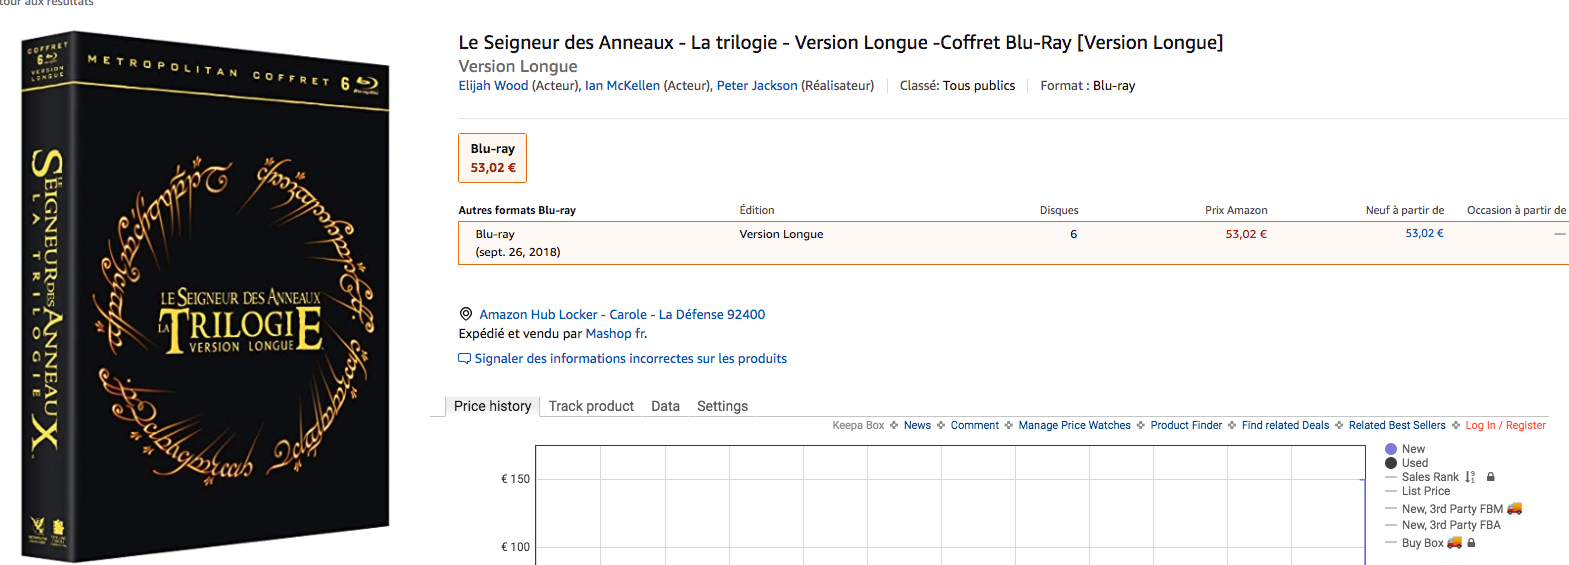 tour aux résultats
COFFRET
6 Blu-ray
VERSION
LONGUE
METROPOLITAN COFFRET 6 Blu-ray Disc
LE SEIGNEUR DES ANNEAUX
LA TRILOGIE
LE SEIGNEUR DES ANNEAUX
LA TRILOGIE
VERSION LONGUE
Le Seigneur des Anneaux - La trilogie - Version Longue -Coffret Blu-Ray [Version Longue]
Version Longue
Elijah Wood (Acteur), Ian McKellen (Acteur), Peter Jackson (Réalisateur) Classé: Tous publics Format : Blu-ray
Blu-ray
53,02 €
Autres formats Blu-ray Édition Disques Prix Amazon Neuf à partir de Occasion à partir de
Blu-ray Version Longue 6 53,02 € 53,02 € —
(sept. 26, 2018)
Amazon Hub Locker - Carole - La Défense 92400
Expédié et vendu par Mashop fr.
Signaler des informations incorrectes sur les produits
Price history Track product Data Settings
Keepa Box News Comment Manage Price Watches Product Finder Find related Deals Related Best Sellers Log In / Register
€ 150
€ 100
New
Used
Sales Rank
List Price
New, 3rd Party FBM
New, 3rd Party FBA
Buy Box